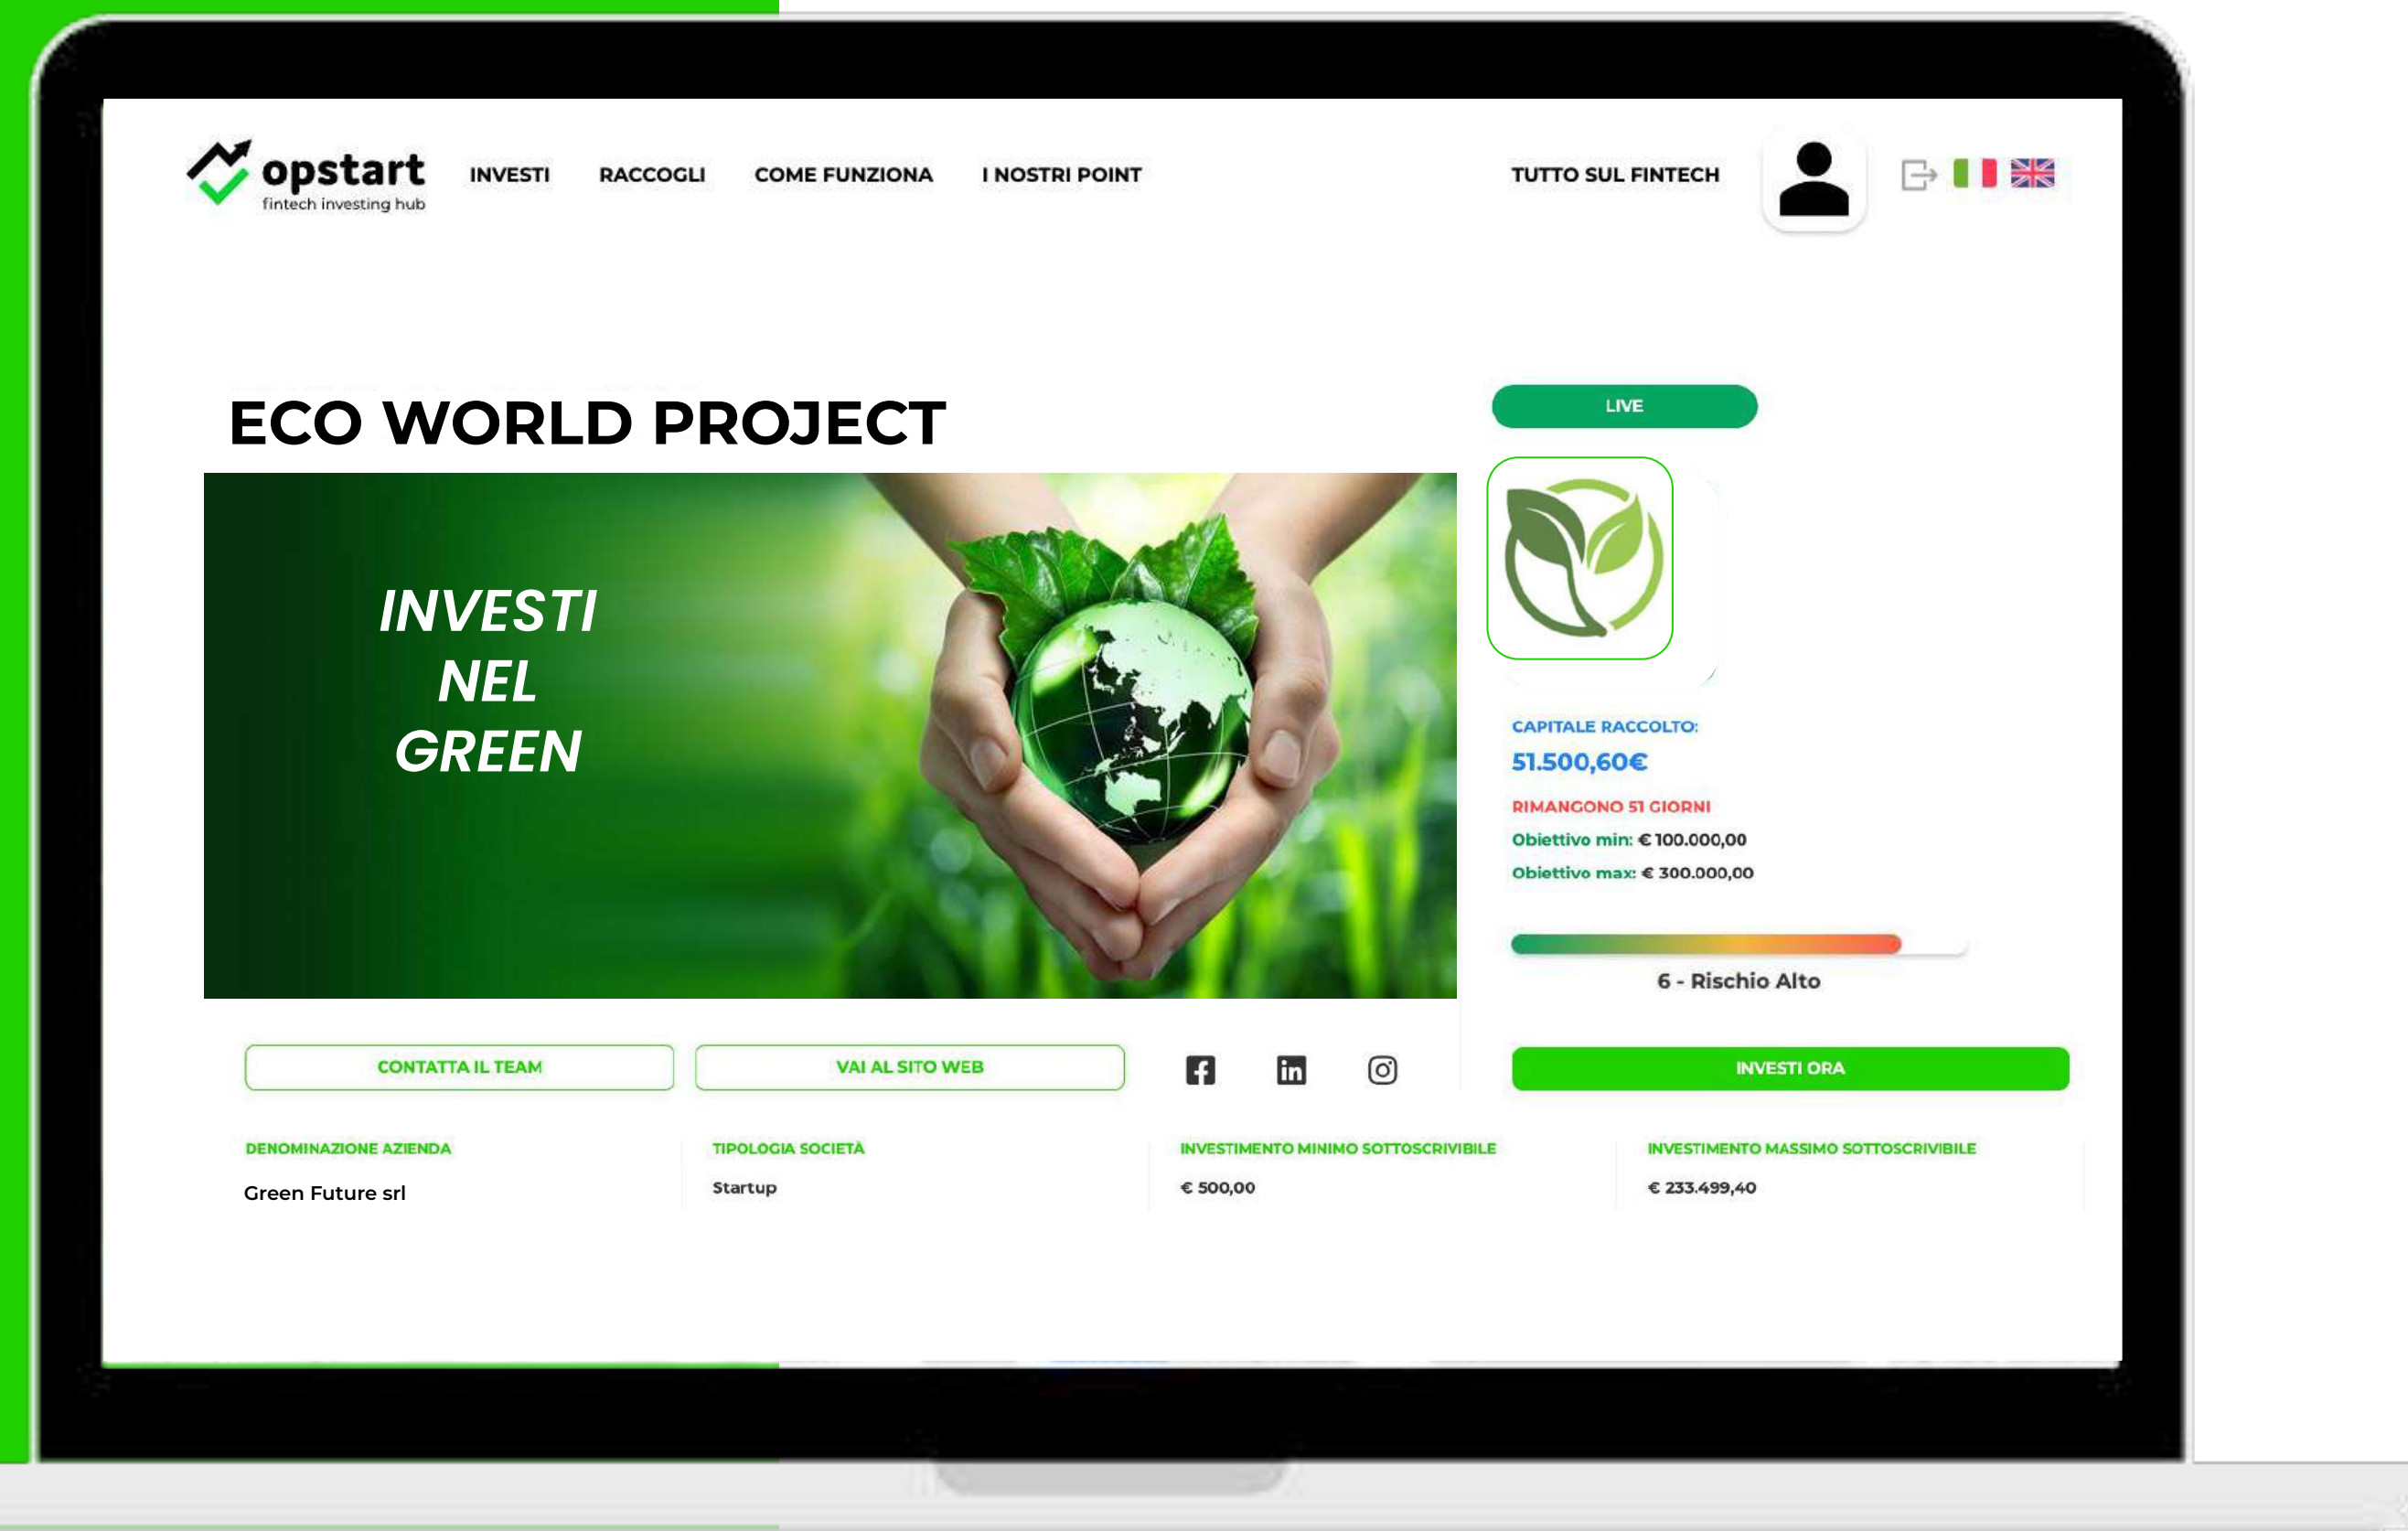 opstart
fintech investing hub
INVESTI
RACCOGLI
COME FUNZIONA
I NOSTRI POINT
TUTTO SUL FINTECH
ECO WORLD PROJECT
LIVE
INVESTI
NEL
GREEN
CAPITALE RACCOLTO:
51.500,60€
RIMANGONO 51 GIORNI
Obiettivo min: € 100.000,00
Obiettivo max: € 300.000,00
6 - Rischio Alto
CONTATTA IL TEAM
VAI AL SITO WEB
INVESTI ORA
DENOMINAZIONE AZIENDA
Green Future srl
TIPOLOGIA SOCIETÀ
Startup
INVESTIMENTO MINIMO SOTTOSCRIVIBILE
€ 500,00
INVESTIMENTO MASSIMO SOTTOSCRIVIBILE
€ 233.499,40